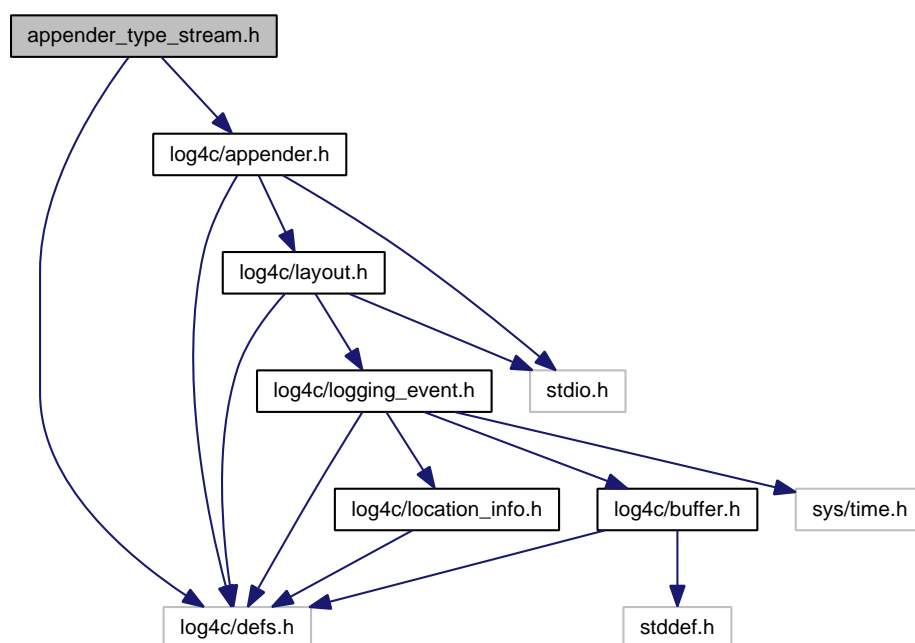 appender_type_stream.h
log4c/appender.h
log4c/layout.h
log4c/logging_event.h
stdio.h
log4c/location_info.h
log4c/buffer.h
sys/time.h
log4c/defs.h
stddef.h